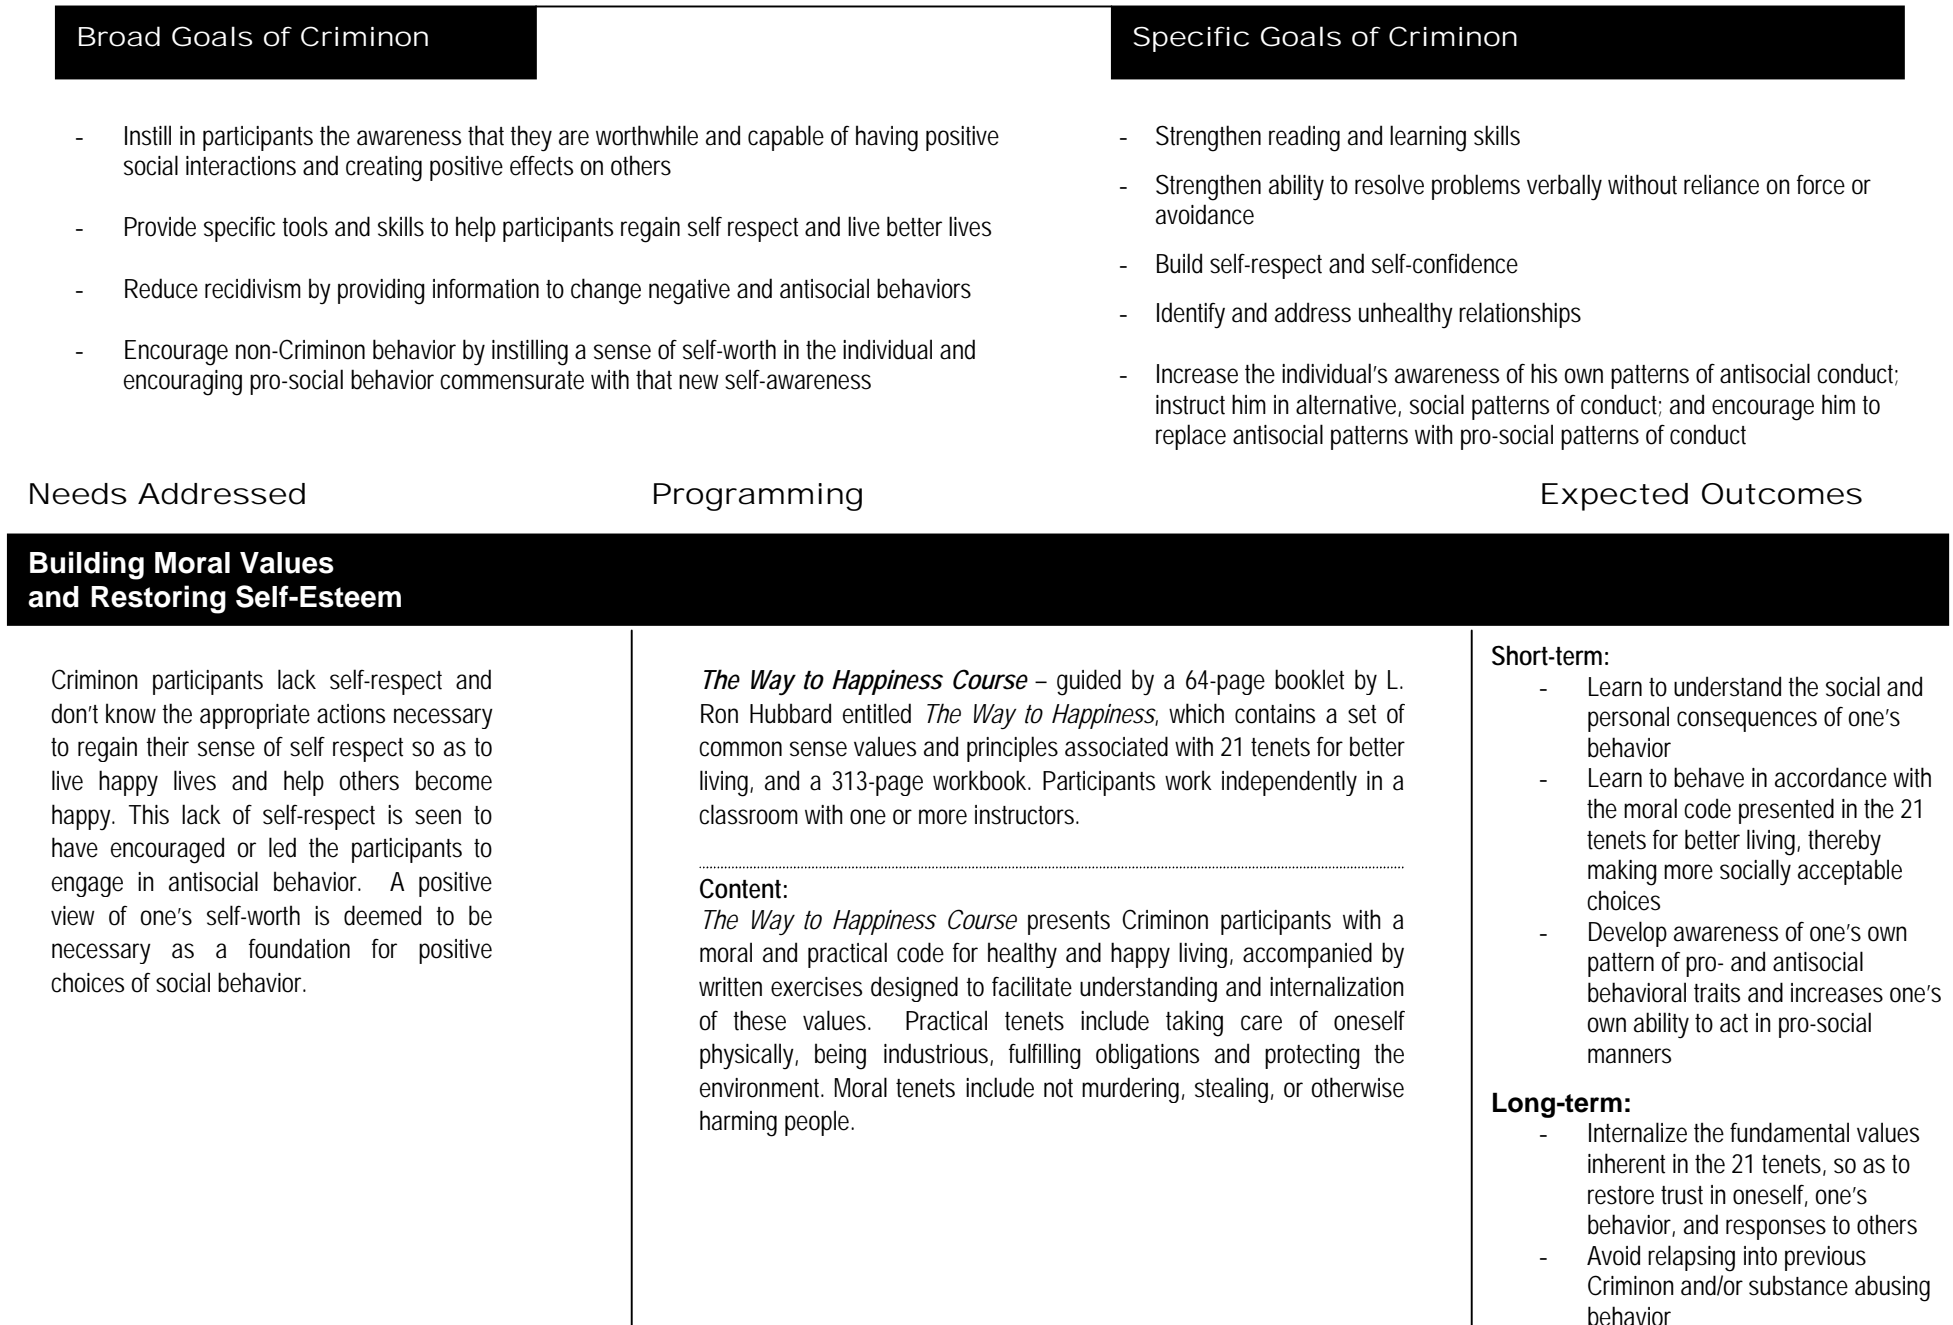 Broad Goals of Criminon
- Instill in participants the awareness that they are worthwhile and capable of having positive
social interactions and creating positive effects on others
- Provide specific tools and skills to help participants regain self respect and live better lives
- Reduce recidivism by providing information to change negative and antisocial behaviors
- Encourage non-Criminon behavior by instilling a sense of self-worth in the individual and
encouraging pro-social behavior commensurate with that new self-awareness
Specific Goals of Criminon
- Strengthen reading and learning skills
- Strengthen ability to resolve problems verbally without reliance on force or
avoidance
- Build self-respect and self-confidence
- Identify and address unhealthy relationships
- Increase the individual's awareness of his own patterns of antisocial conduct;
instruct him in alternative, social patterns of conduct; and encourage him to
replace antisocial patterns with pro-social patterns of conduct
Needs Addressed
Programming
Expected Outcomes
Building Moral Values
and Restoring Self-Esteem
Criminon participants lack self-respect and
don't know the appropriate actions necessary
to regain their sense of self respect so as to
live happy lives and help others become
happy. This lack of self-respect is seen to
have encouraged or led the participants to
engage in antisocial behavior. A positive
view of one's self-worth is deemed to be
necessary as a foundation for positive
choices of social behavior.
The Way to Happiness Course – guided by a 64-page booklet by L.
Ron Hubbard entitled The Way to Happiness, which contains a set of
common sense values and principles associated with 21 tenets for better
living, and a 313-page workbook. Participants work independently in a
classroom with one or more instructors.
Content:
The Way to Happiness Course presents Criminon participants with a
moral and practical code for healthy and happy living, accompanied by
written exercises designed to facilitate understanding and internalization
of these values. Practical tenets include taking care of oneself
physically, being industrious, fulfilling obligations and protecting the
environment. Moral tenets include not murdering, stealing, or otherwise
harming people.
Short-term:
- Learn to understand the social and
personal consequences of one's
behavior
- Learn to behave in accordance with
the moral code presented in the 21
tenets for better living, thereby
making more socially acceptable
choices
- Develop awareness of one's own
pattern of pro- and antisocial
behavioral traits and increases one's
own ability to act in pro-social
manners
Long-term:
- Internalize the fundamental values
inherent in the 21 tenets, so as to
restore trust in oneself, one's
behavior, and responses to others
- Avoid relapsing into previous
Criminon and/or substance abusing
behavior